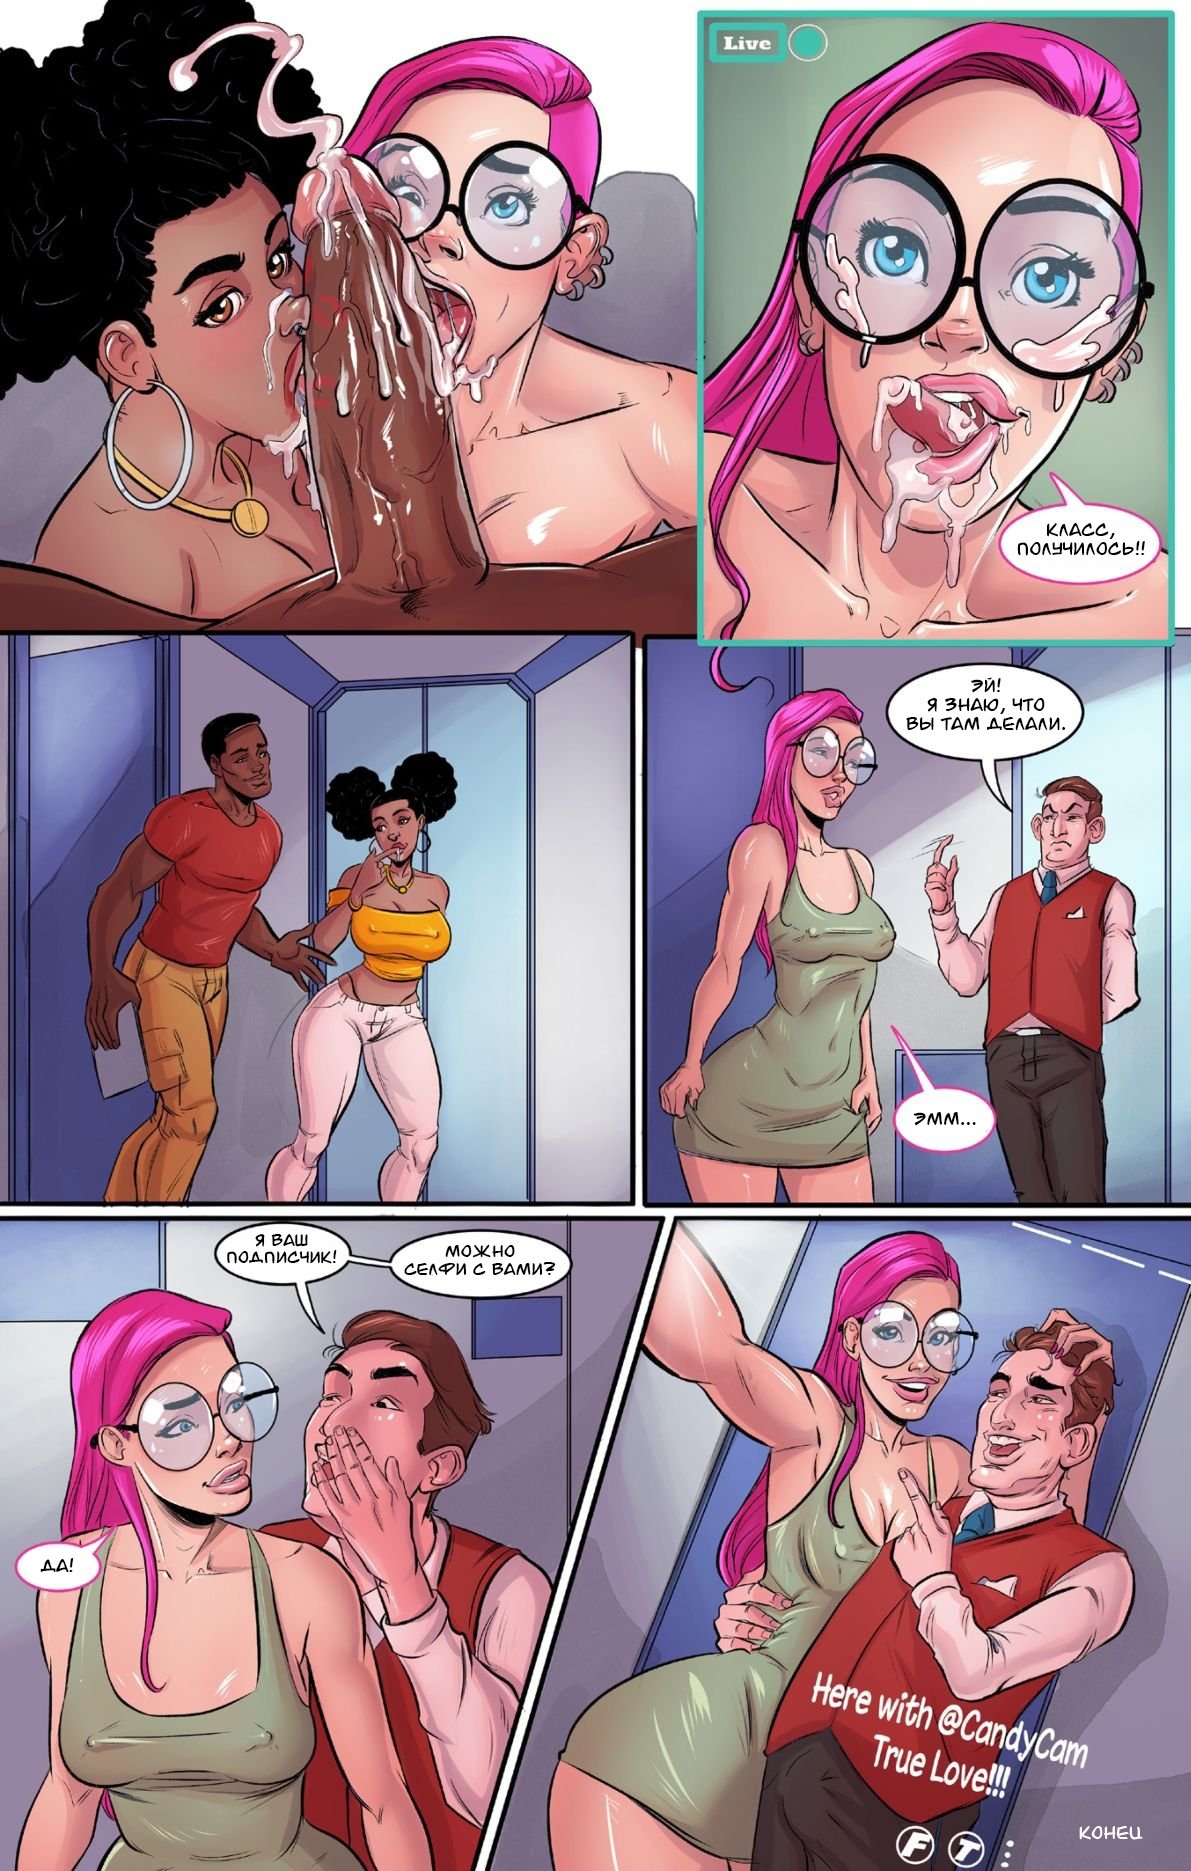 Live
КЛАСС,
ПОЛУЧИЛОСЬ!!
ЭЙ!
Я ЗНАЮ, ЧТО
ВЫ ТАМ ДЕЛАЛИ.
ЭММ...
Я ВАШ
ПОДПИСЧИК!
МОЖНО
СЕЛФИ С ВАМИ?
ДА!
Here with @CandyCam
True Love!!!
F T
КОНЕЦ